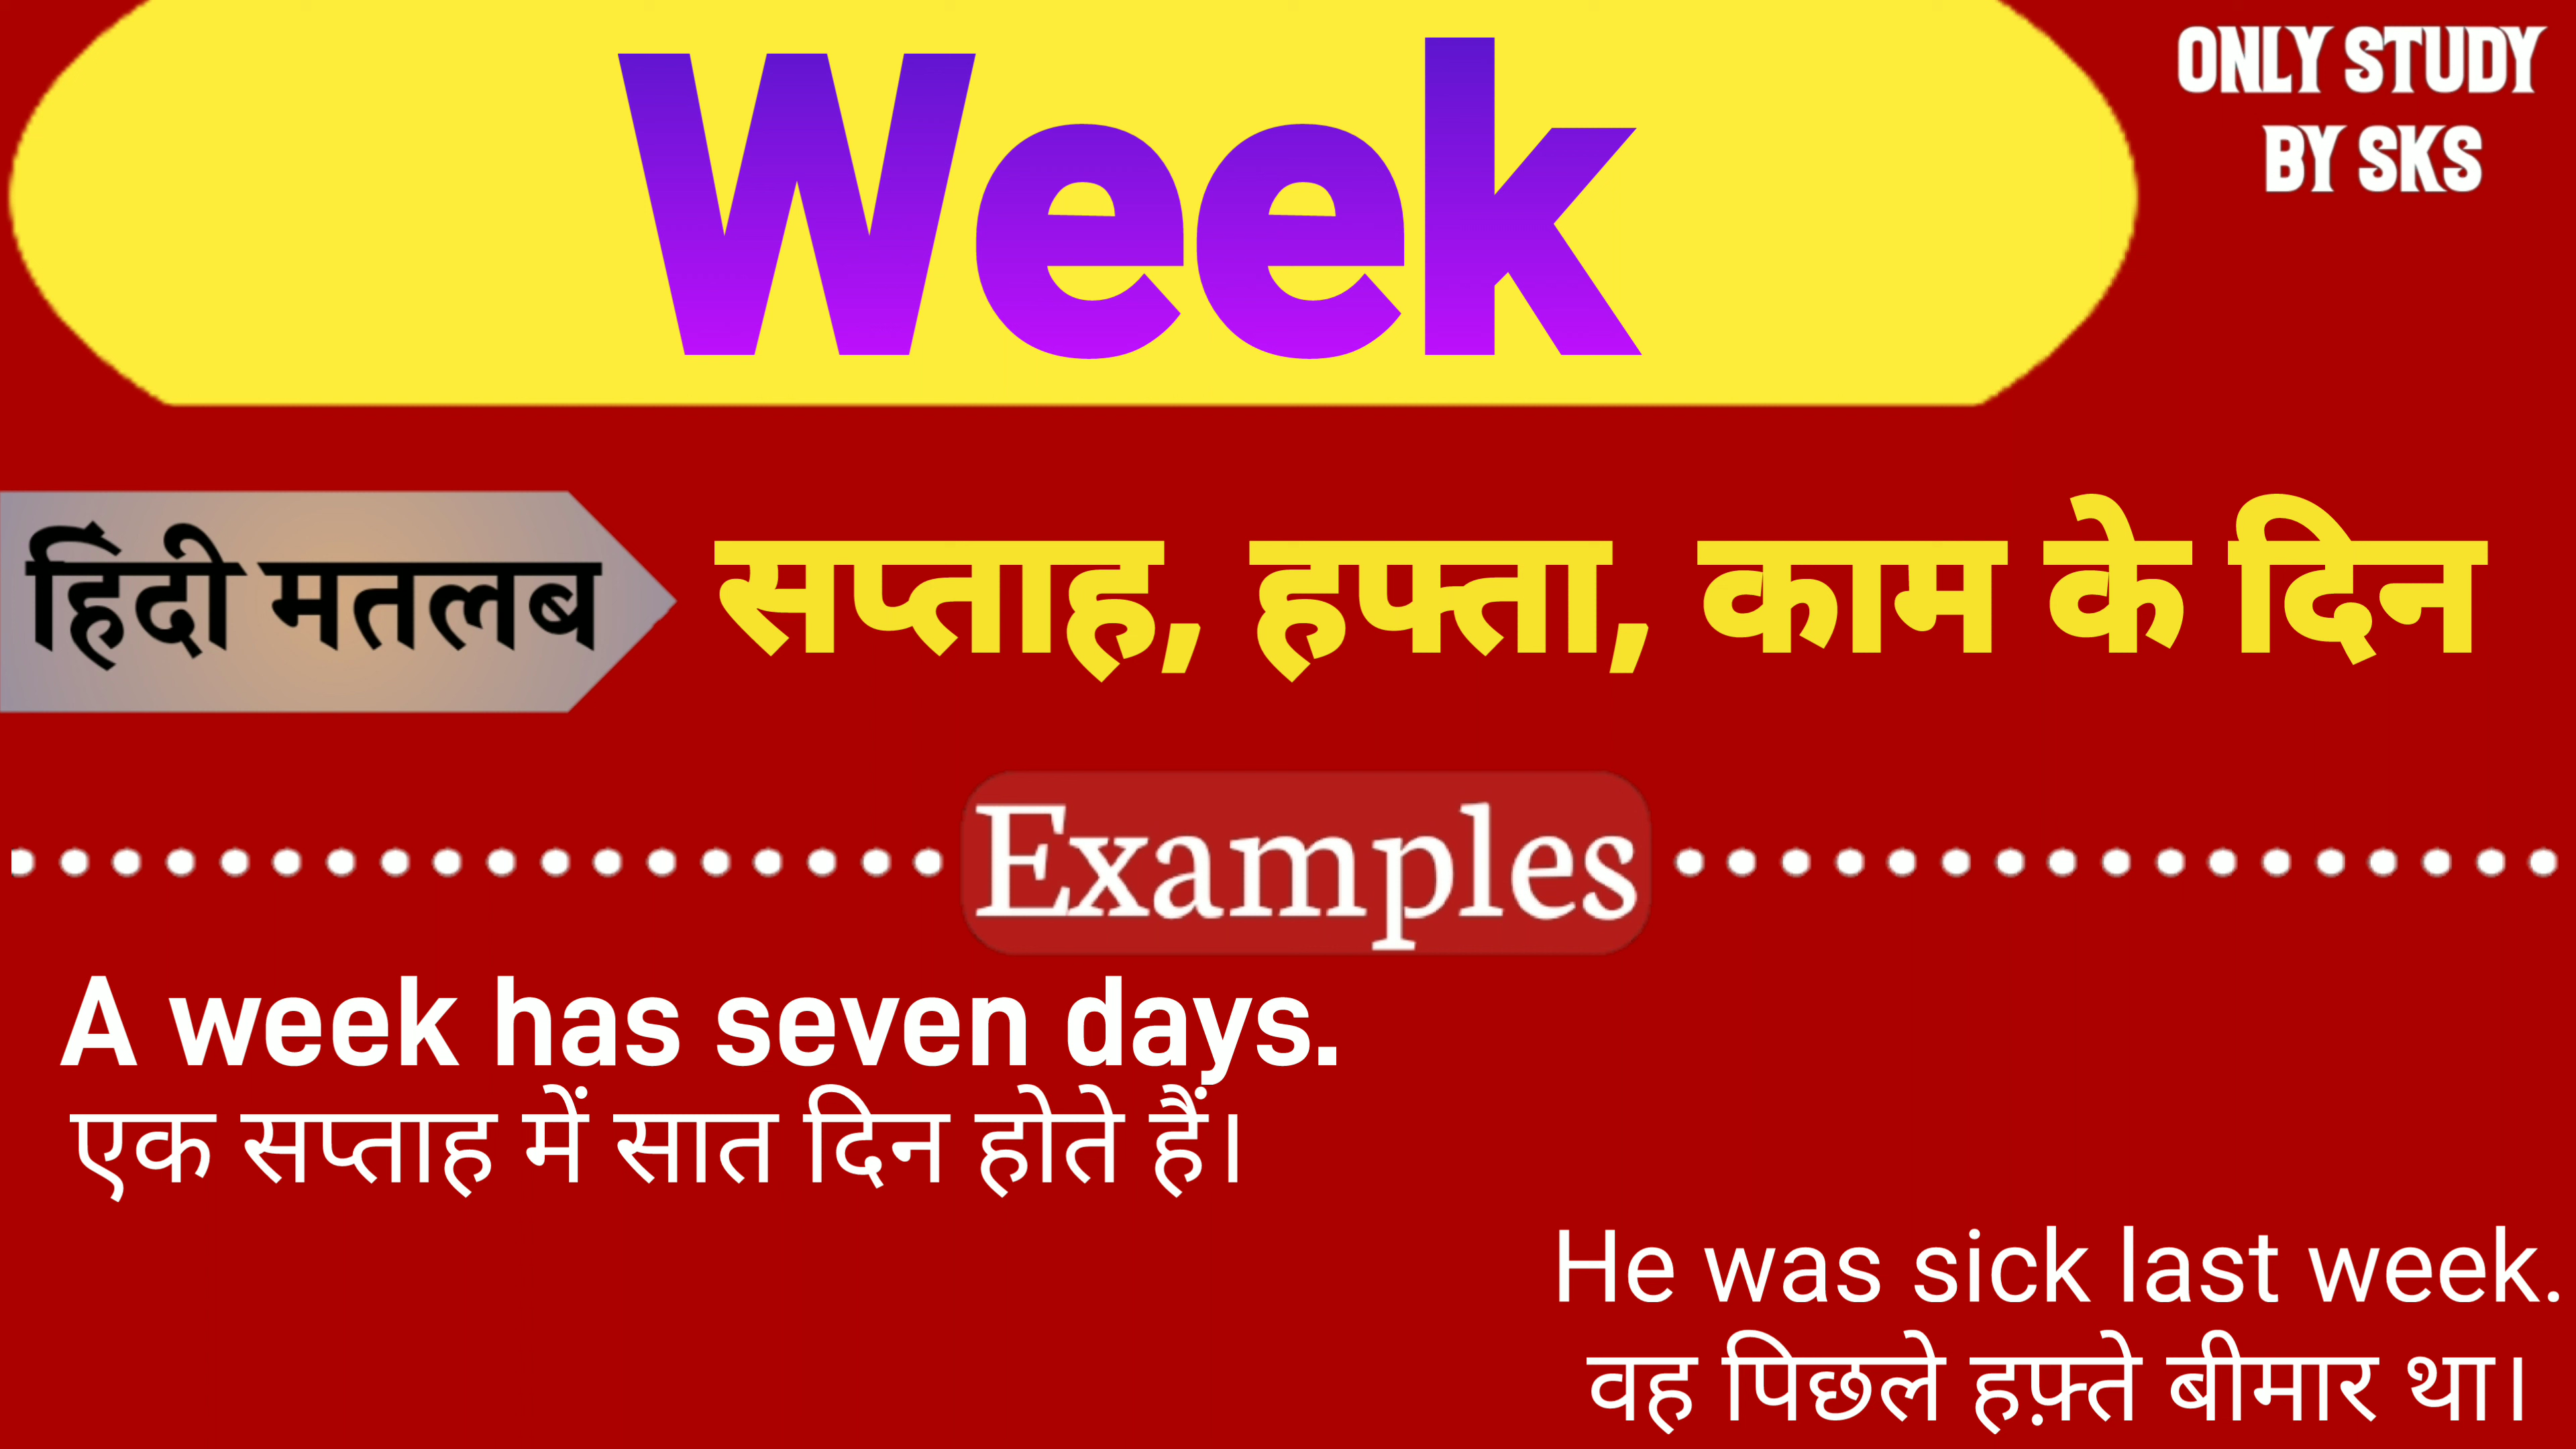 Week
ONLY STUDY
BY SKS
हिंदी मतलब
सप्ताह, हफ्ता, काम के दिन
Examples
A week has seven days.
एक सप्ताह में सात दिन होते हैं।
He was sick last week.
वह पिछले हफ़्ते बीमार था।